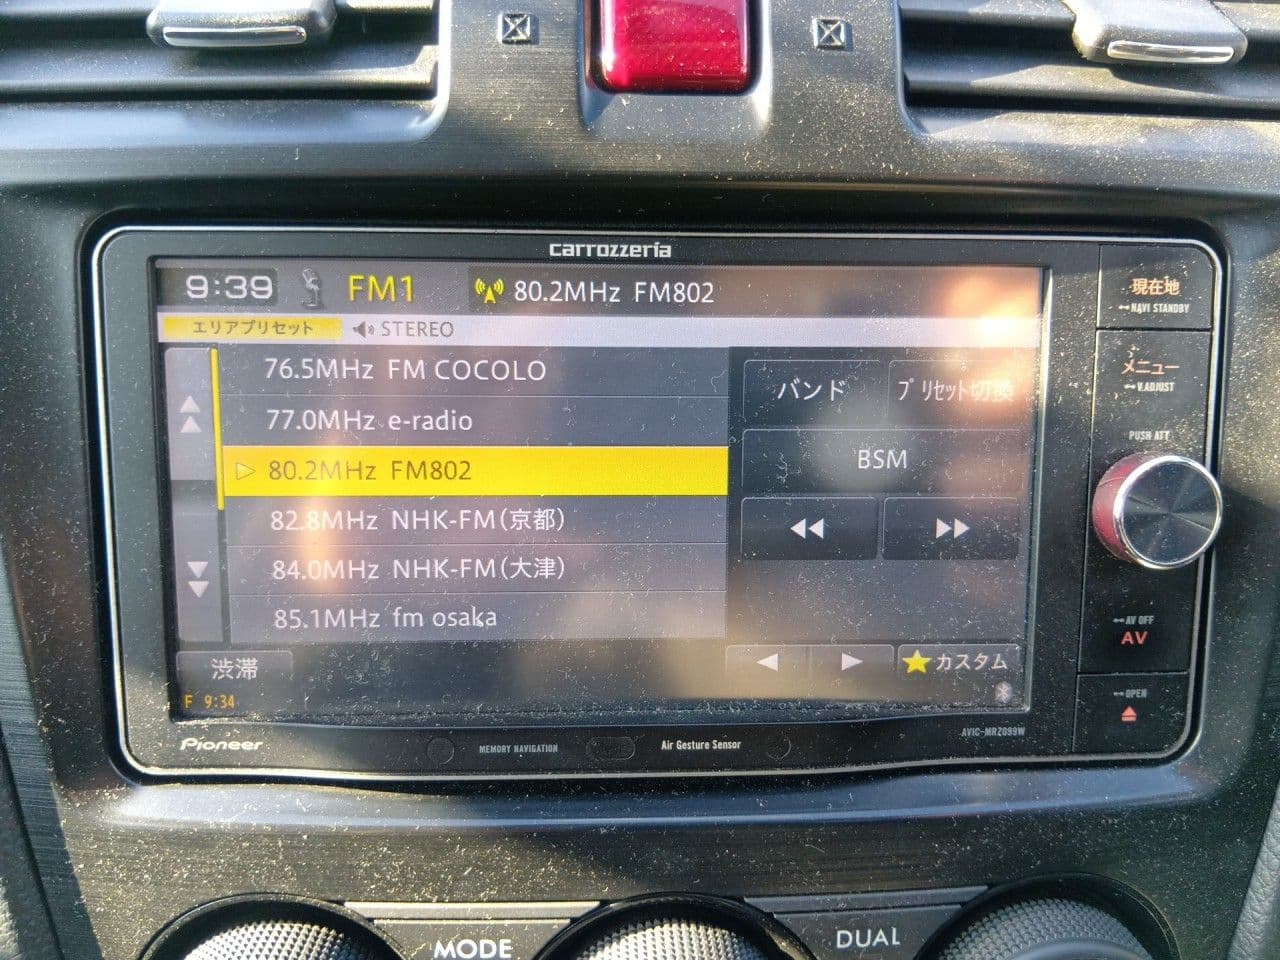 carrozzeria
9:39 FM1 80.2MHz FM802
エリアプリセット STEREO
76.5MHz FM COCOLO
77.0MHz e-radio
80.2MHz FM802
82.8MHz NHK-FM(京都)
84.0MHz NHK-FM(大津)
85.1MHz fm osaka
バンド プリセット切換
BSM
渋滞
カスタム
F 9:34
現在地
NAVI STANDBY
メニュー
V.ADJUST
PUSH ATT
AV OFF
AV
OPEN
Pioneer MEMORY NAVIGATION Air Gesture Sensor AVIC-MRZ099W
MODE DUAL